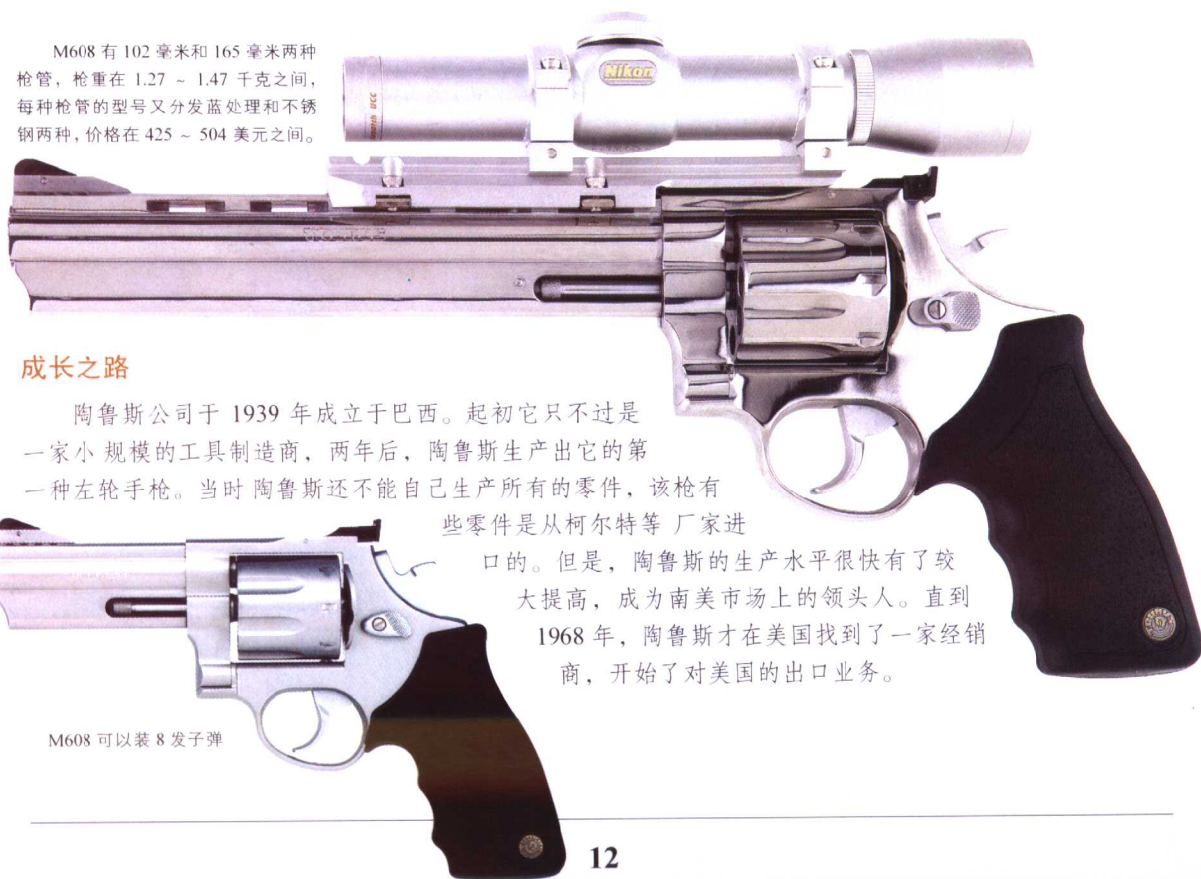 M608 有 102 毫米和 165 毫米两种
枪管，枪重在 1.27 ~ 1.47 千克之间，
每种枪管的型号又分发蓝处理和不锈
钢两种，价格在 425 ~ 504 美元之间。
Nikon
成长之路
陶鲁斯公司于 1939 年成立于巴西。起初它只不过是
一家小 规模的工具制造商，两年后，陶鲁斯生产出它的第
一种左轮手枪。当时 陶鲁斯还不能自己生产所有的零件，该枪有
些零件是从柯尔特等 厂家进
口的。但是，陶鲁斯的生产水平很快有了较
大提高，成为南美市场上的领头人。直到
1968 年，陶鲁斯才在美国找到了一家经销
商，开始了对美国的出口业务。
M608 可以装 8 发子弹
12